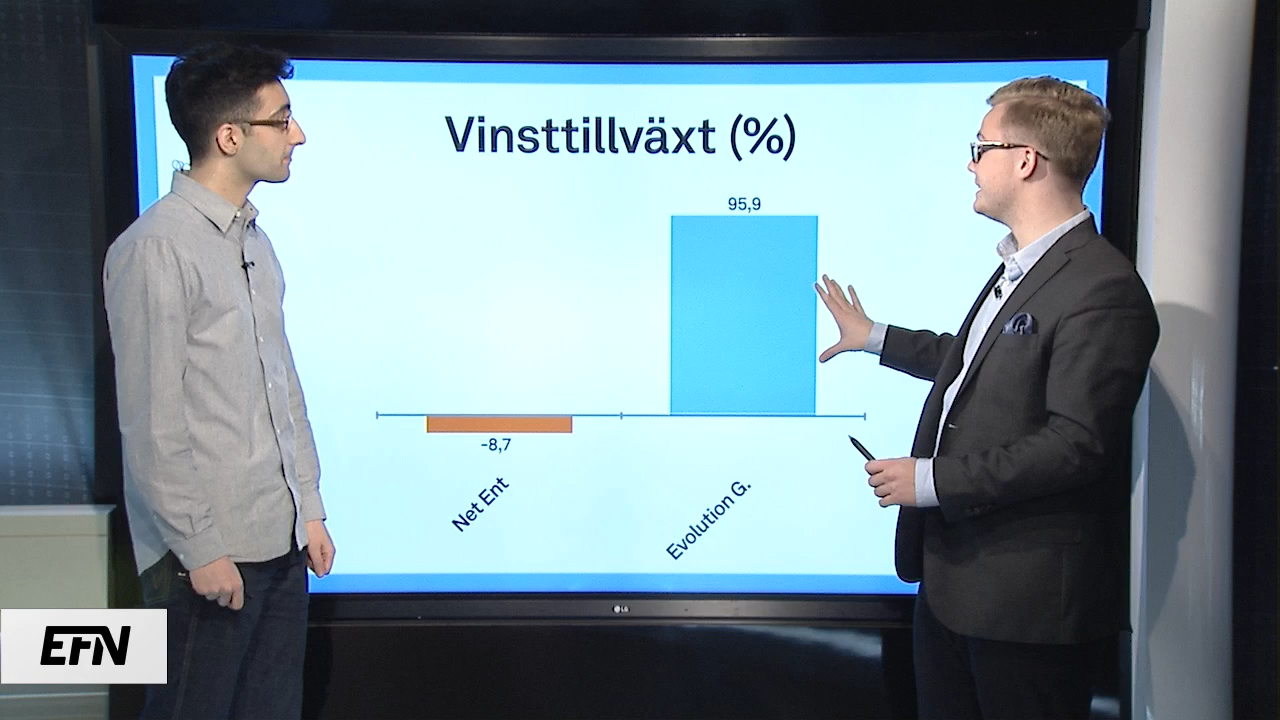 Vinsttillväxt (%)
95,9
-8,7
Net Ent
Evolution G.
LG
EFN